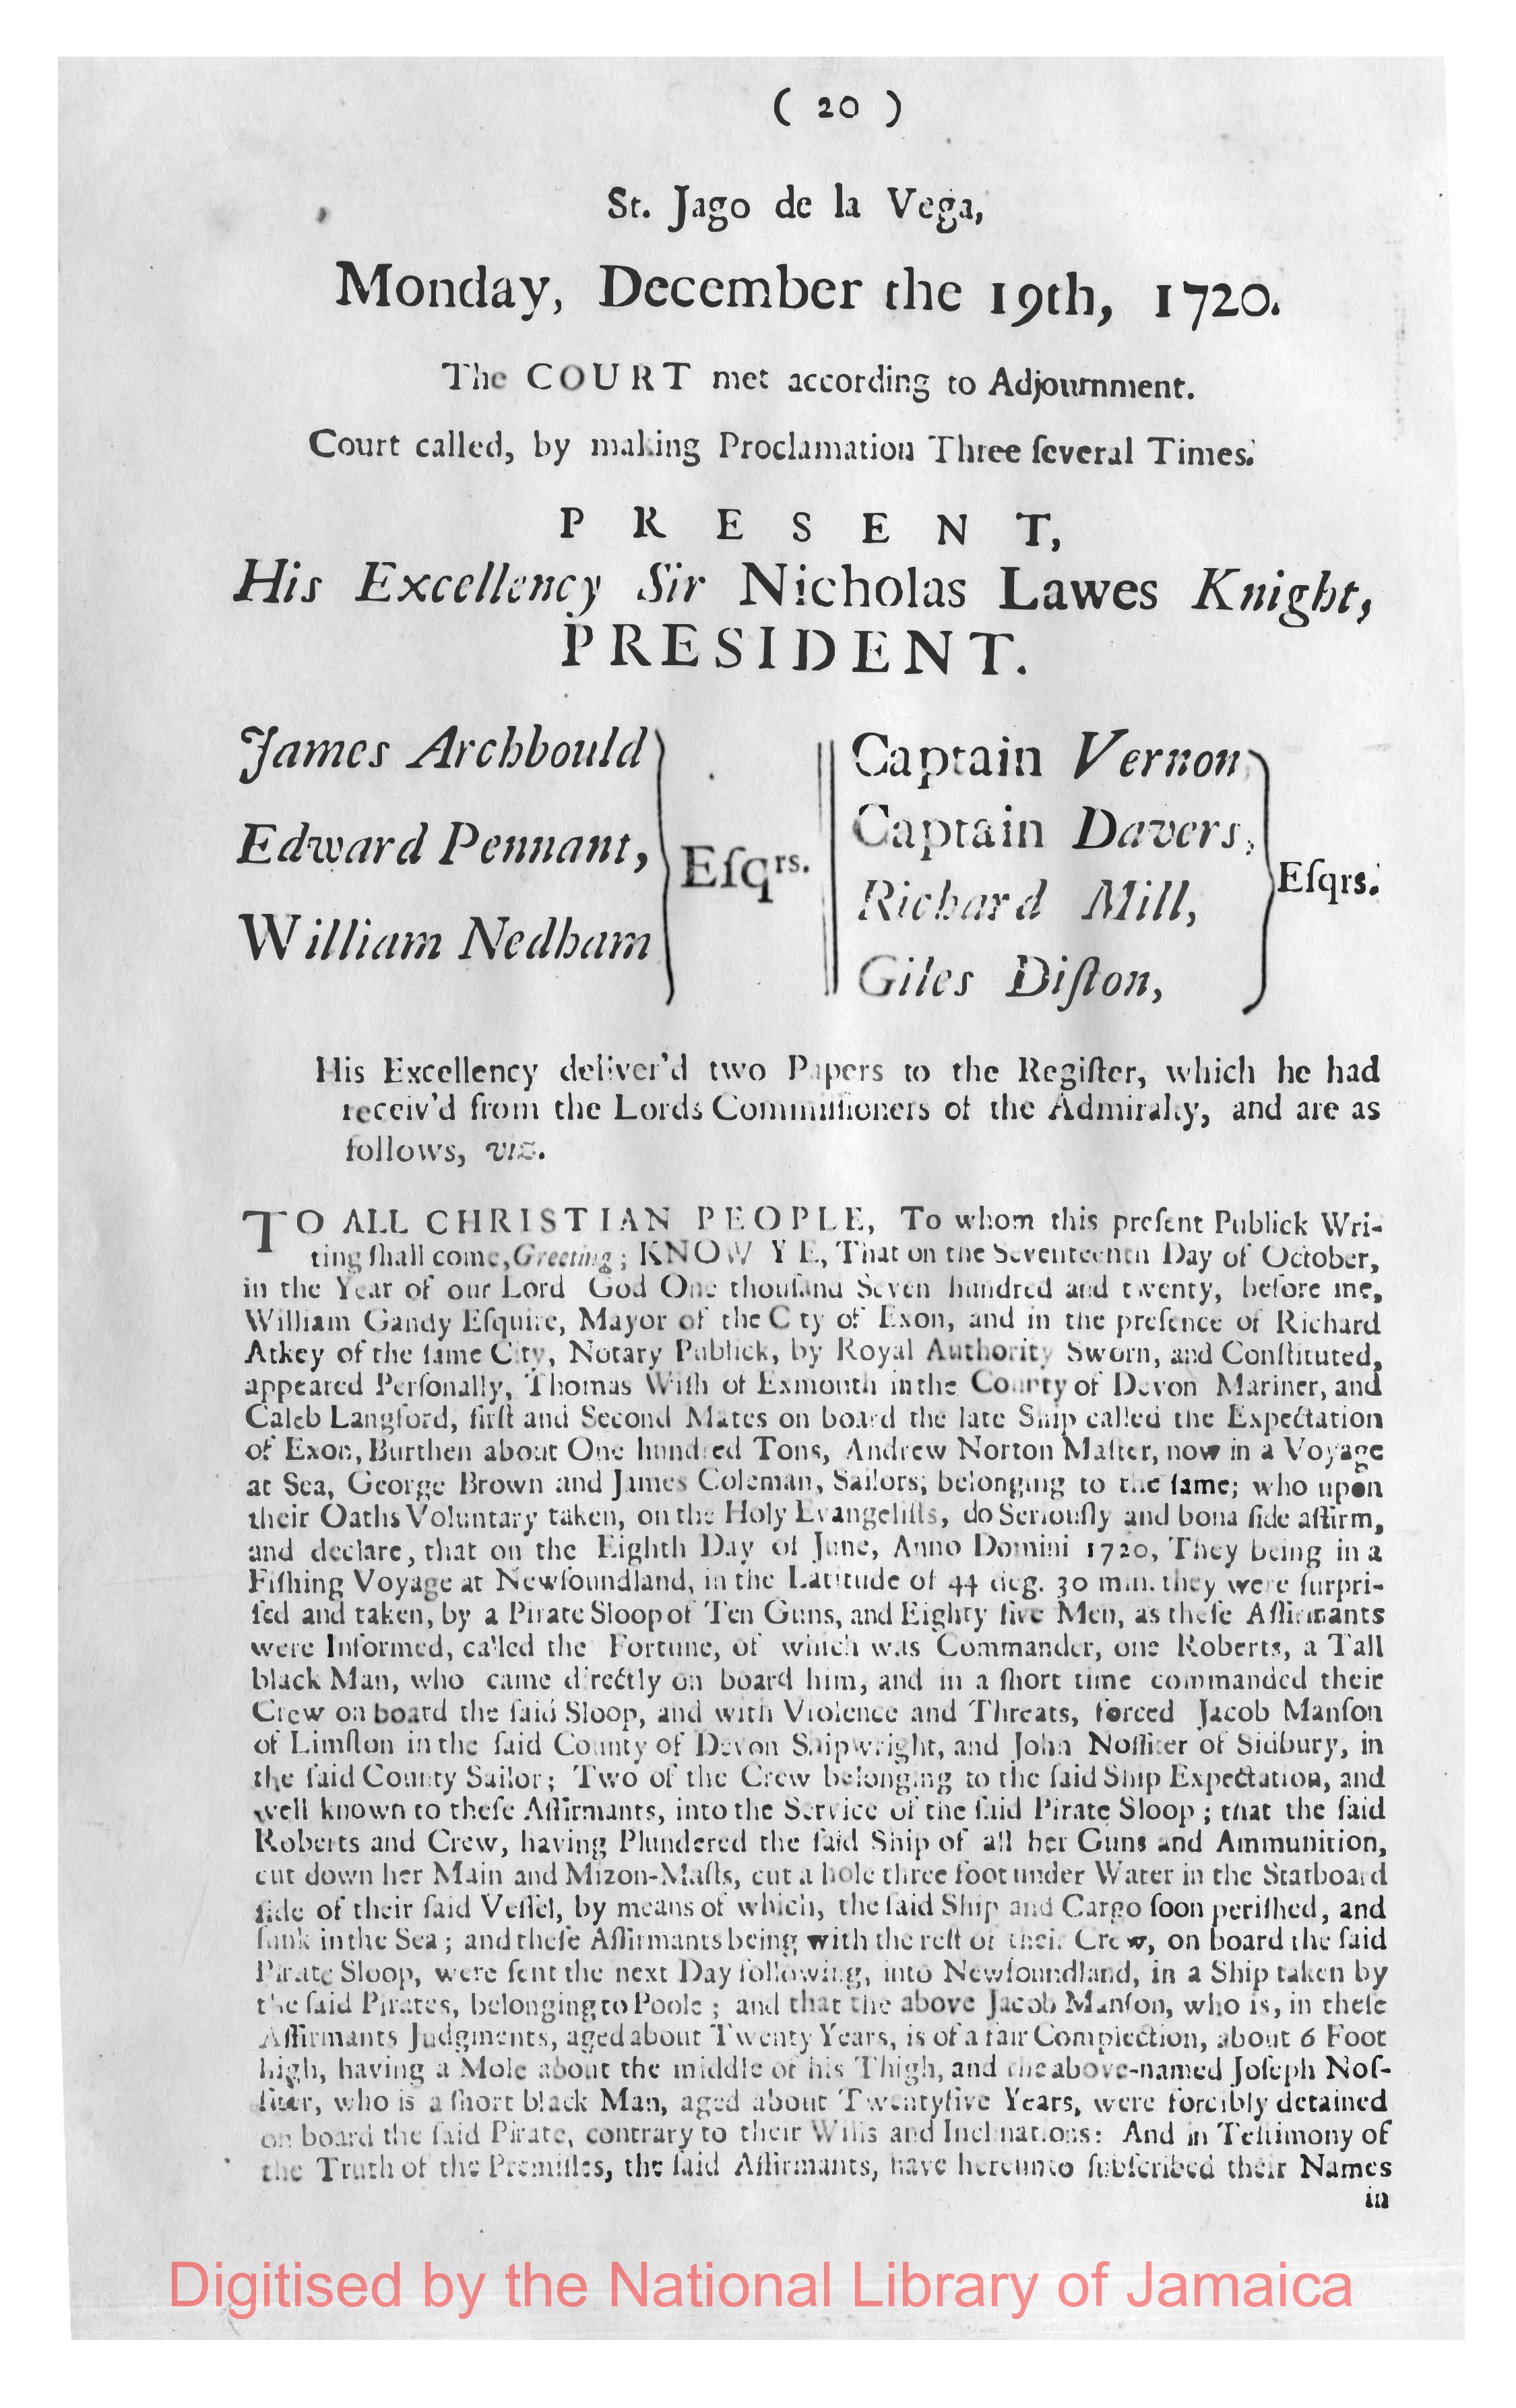 ( 20 )
St. Jago de la Vega,
Monday, December the 19th, 1720.
The COURT met according to Adjournment.
Court called, by making Proclamation Three ſeveral Times.
PRESENT,
His Excellency Sir Nicholas Lawes Knight,
PRESIDENT.
James Archbould
Edward Pennant,
William Nedham
Eſqrs.
Captain Vernon
Captain Davers,
Richard Mill,
Giles Diſton,
Eſqrs.
His Excellency deliver'd two Papers to the Regiſter, which he had
receiv'd from the Lords Commiſſioners of the Admiralty, and are as
follows, viz.
TO ALL CHRISTIAN PEOPLE, To whom this preſent Publick Wri-
ting ſhall come, Greeting; KNOW YE, That on the Seventeenth Day of October,
in the Year of our Lord God One thouſand Seven hundred and twenty, before me,
William Gandy Eſquire, Mayor of the City of Exon, and in the preſence of Richard
Atkey of the ſame City, Notary Publick, by Royal Authority Sworn, and Conſtituted,
appeared Perſonally, Thomas Wiſh of Exmouth in the County of Devon Mariner, and
Caleb Langford, firſt and Second Mates on board the late Ship called the Expectation
of Exon, Burthen about One hundred Tons, Andrew Norton Maſter, now in a Voyage
at Sea, George Brown and James Coleman, Sailors, belonging to the ſame; who upon
their Oaths Voluntary taken, on the Holy Evangeliſts, do Seriouſly and bona fide affirm,
and declare, that on the Eighth Day of June, Anno Domini 1720, They being in a
Fiſhing Voyage at Newfoundland, in the Latitude of 44 deg. 30 min. they were ſurpri-
ſed and taken, by a Pirate Sloop of Ten Guns, and Eighty five Men, as theſe Affirmants
were Informed, called the Fortune, of which was Commander, one Roberts, a Tall
black Man, who came directly on board him, and in a ſhort time commanded their
Crew on board the ſaid Sloop, and with Violence and Threats, forced Jacob Manſon
of Limſton in the ſaid County of Devon Shipwright, and John Noſſiter of Sidbury, in
the ſaid County Sailor; Two of the Crew belonging to the ſaid Ship Expectation, and
well known to theſe Affirmants, into the Service of the ſaid Pirate Sloop; that the ſaid
Roberts and Crew, having Plundered the ſaid Ship of all her Guns and Ammunition,
cut down her Main and Mizon-Maſts, cut a hole three foot under Water in the Starboard
ſide of their ſaid Veſſel, by means of which, the ſaid Ship and Cargo ſoon periſhed, and
ſunk in the Sea; and theſe Affirmants being with the reſt of their Crew, on board the ſaid
Pirate Sloop, were ſent the next Day following, into Newfoundland, in a Ship taken by
the ſaid Pirates, belonging to Poole; and that the above Jacob Manſon, who is, in theſe
Affirmants Judgments, aged about Twenty Years, is of a fair Complection, about 6 Foot
high, having a Mole about the middle of his Thigh, and the above-named Joſeph Noſ-
ſiter, who is a ſhort black Man, aged about Twentyfive Years, were forcibly detained
on board the ſaid Pirate, contrary to their Wills and Inclinations: And in Teſtimony of
the Truth of the Premiſſes, the ſaid Affirmants, have hereunto ſubſcribed their Names
in
Digitised by the National Library of Jamaica